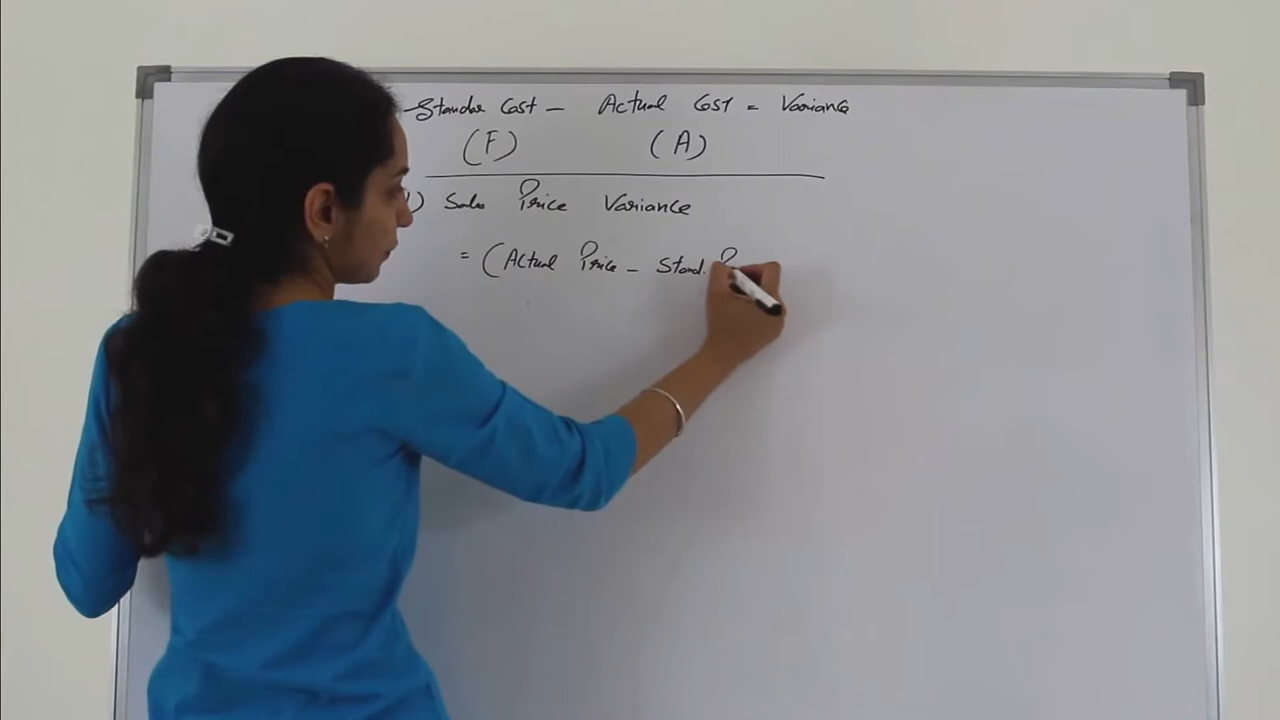 Standar Cost - Actual Cost = Variance
(F) (A)
1) Sales Price Variance
= (Actual Price - Stand. P